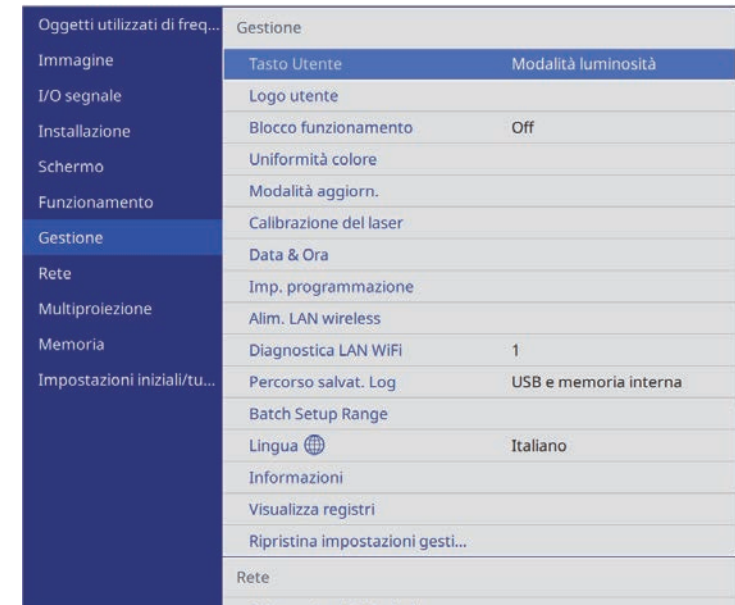 Oggetti utilizzati di freq...
Immagine
I/O segnale
Installazione
Schermo
Funzionamento
Gestione
Rete
Multiproiezione
Memoria
Impostazioni iniziali/tu...
Gestione
Tasto Utente Modalità luminosità
Logo utente
Blocco funzionamento Off
Uniformità colore
Modalità aggiorn.
Calibrazione del laser
Data & Ora
Imp. programmazione
Alim. LAN wireless
Diagnostica LAN WiFi 1
Percorso salvat. Log USB e memoria interna
Batch Setup Range
Lingua Italiano
Informazioni
Visualizza registri
Ripristina impostazioni gesti...
Rete